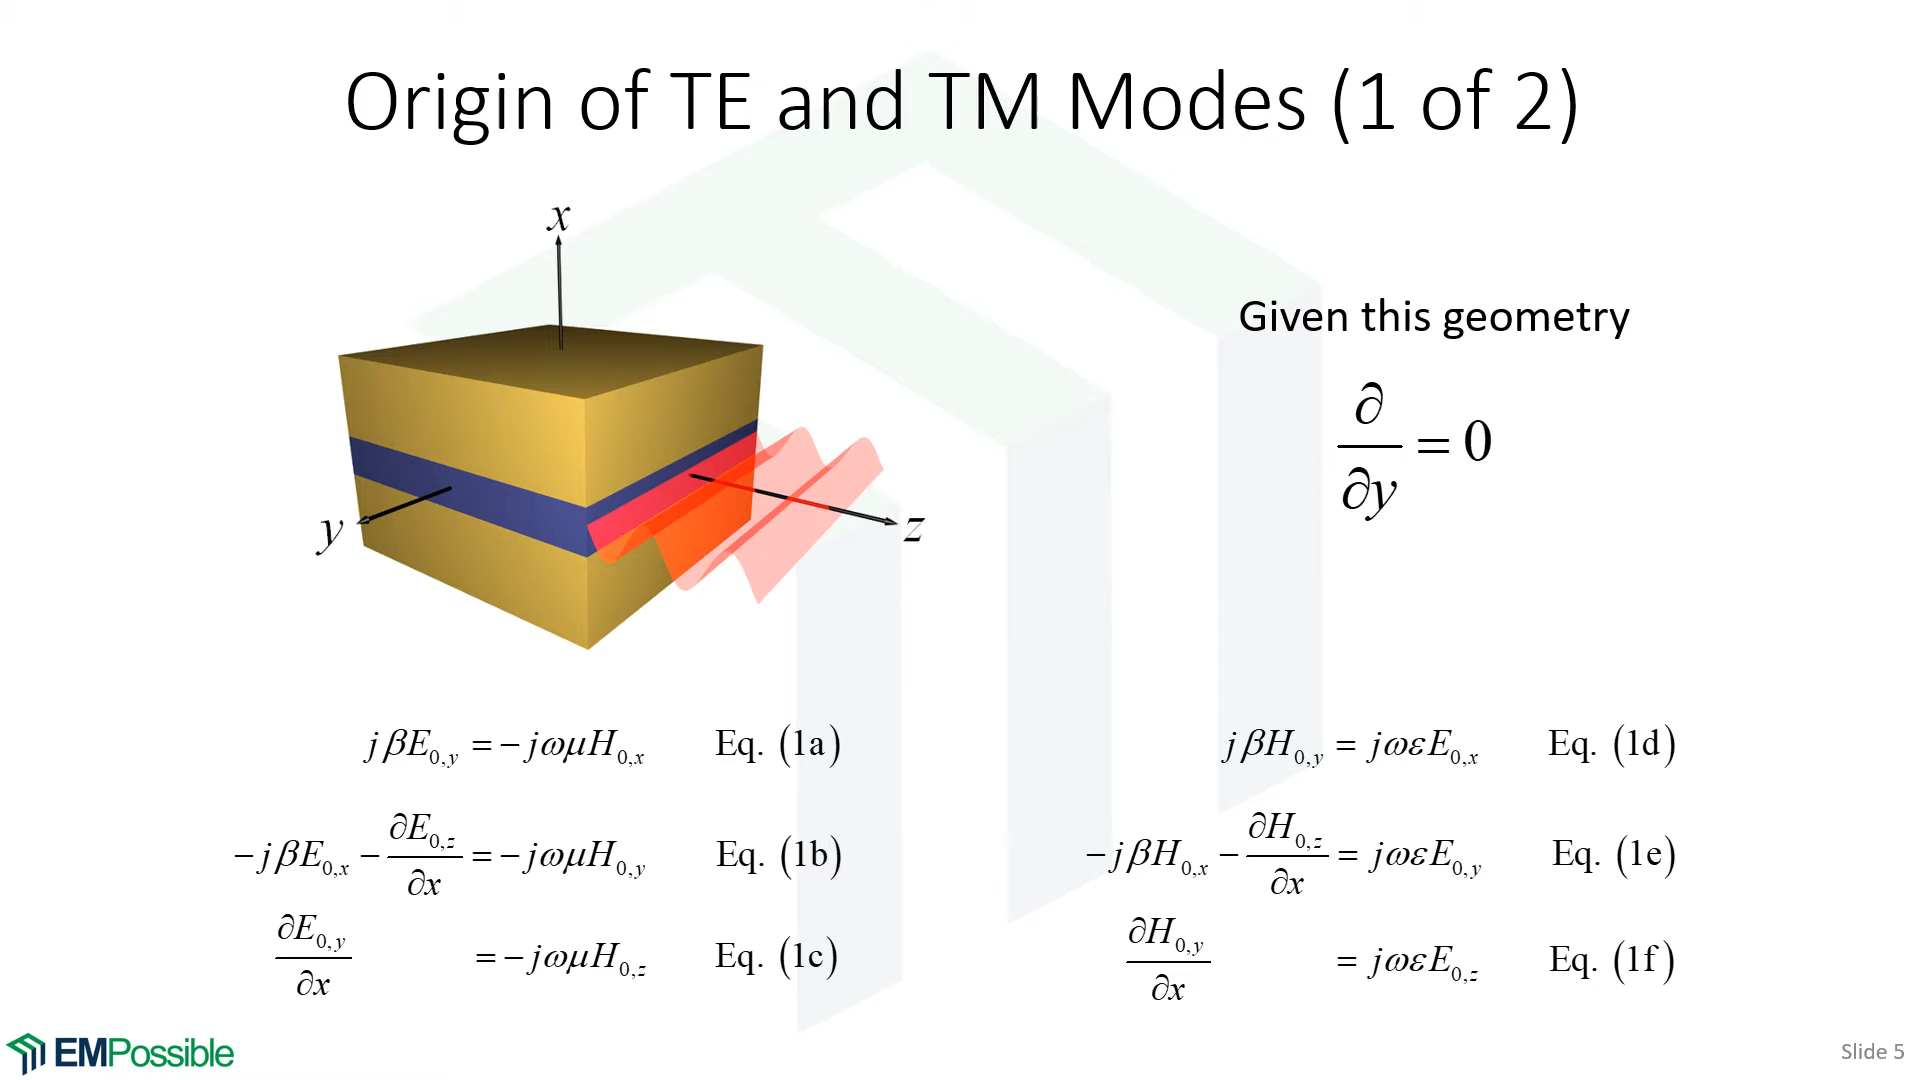 Origin of TE and TM Modes (1 of 2)
x
y
z
Given this geometry
∂/∂y = 0
jβE₀,y = −jωμH₀,x Eq. (1a)
−jβE₀,x − ∂E₀,z/∂x = −jωμH₀,y Eq. (1b)
∂E₀,y/∂x = −jωμH₀,z Eq. (1c)
jβH₀,y = jωεE₀,x Eq. (1d)
−jβH₀,x − ∂H₀,z/∂x = jωεE₀,y Eq. (1e)
∂H₀,y/∂x = jωεE₀,z Eq. (1f)
EMPossible
Slide 5